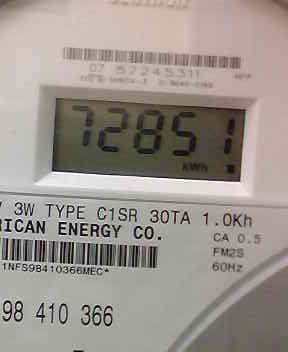 07 57245311
72851
kWh
V 3W TYPE C1SR 30TA 1.0Kh
RICAN ENERGY CO.
CA 0.5
FM2S
60Hz
1NFS98410366MEC*
98 410 366